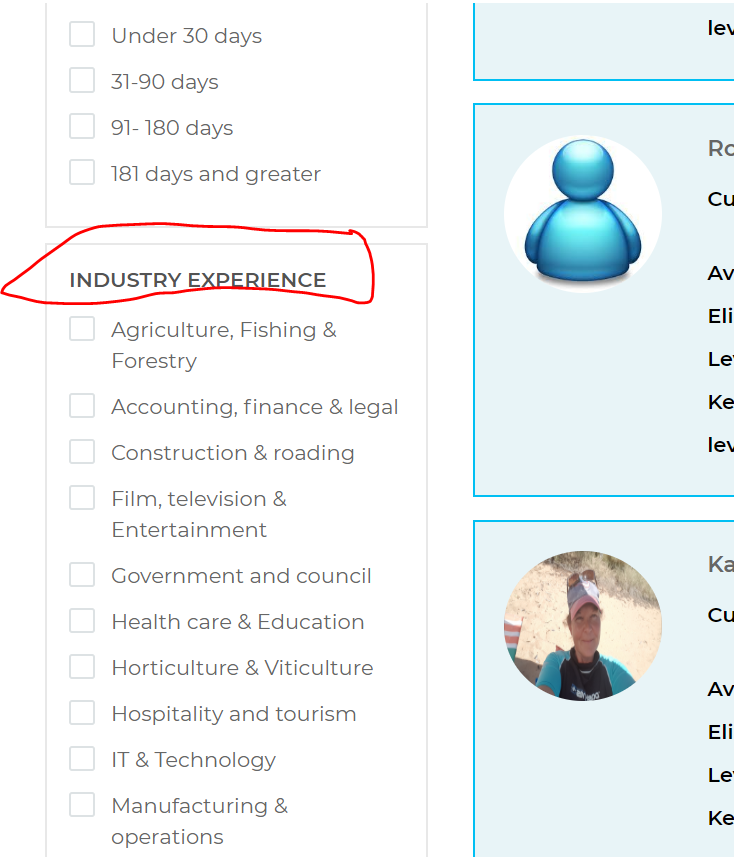 Under 30 days
31-90 days
91- 180 days
181 days and greater
INDUSTRY EXPERIENCE
Agriculture, Fishing &
Forestry
Accounting, finance & legal
Construction & roading
Film, television &
Entertainment
Government and council
Health care & Education
Horticulture & Viticulture
Hospitality and tourism
IT & Technology
Manufacturing &
operations
lev
Ro
Cu
Av
Eli
Le
Ke
lev
Ka
Cu
Av
Eli
Le
Ke